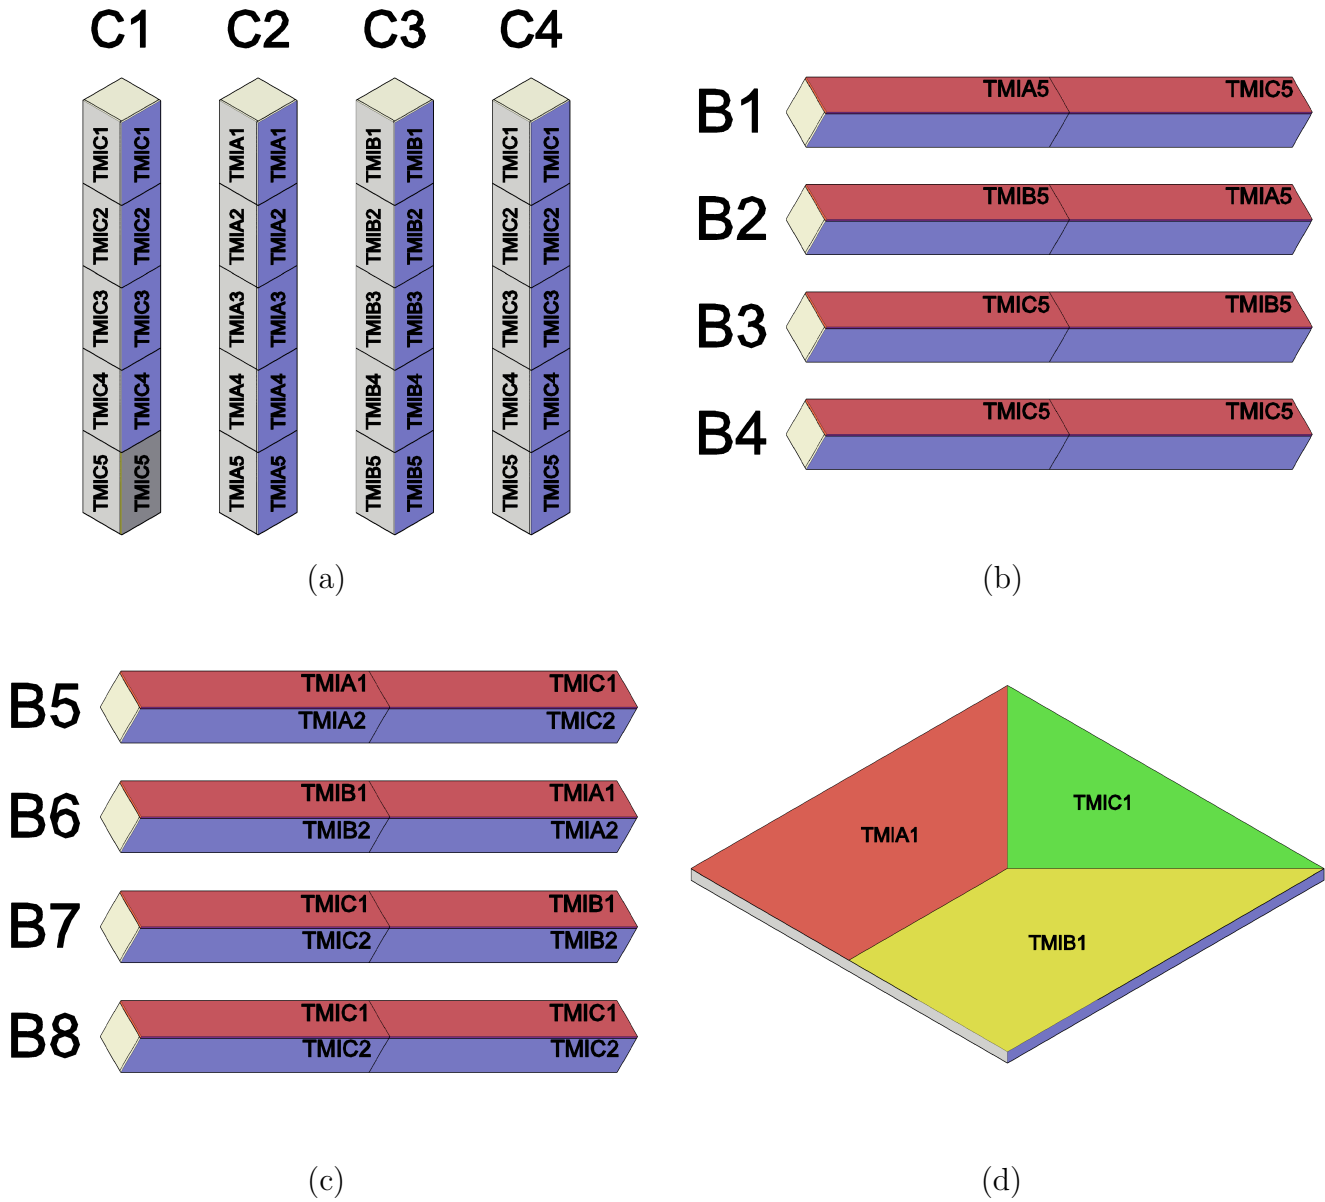 C1 C2 C3 C4
TMIC1 TMIC1 TMIA1 TMIA1 TMIB1 TMIB1 TMIC1 TMIC1
TMIC2 TMIC2 TMIA2 TMIA2 TMIB2 TMIB2 TMIC2 TMIC2
TMIC3 TMIC3 TMIA3 TMIA3 TMIB3 TMIB3 TMIC3 TMIC3
TMIC4 TMIC4 TMIA4 TMIA4 TMIB4 TMIB4 TMIC4 TMIC4
TMIC5 TMIC5 TMIA5 TMIA5 TMIB5 TMIB5 TMIC5 TMIC5
(a)
B1 TMIA5 TMIC5
B2 TMIB5 TMIA5
B3 TMIC5 TMIB5
B4 TMIC5 TMIC5
(b)
B5 TMIA1 TMIC1
TMIA2 TMIC2
B6 TMIB1 TMIA1
TMIB2 TMIA2
B7 TMIC1 TMIB1
TMIC2 TMIB2
B8 TMIC1 TMIC1
TMIC2 TMIC2
(c)
TMIC1
TMIA1
TMIB1
(d)